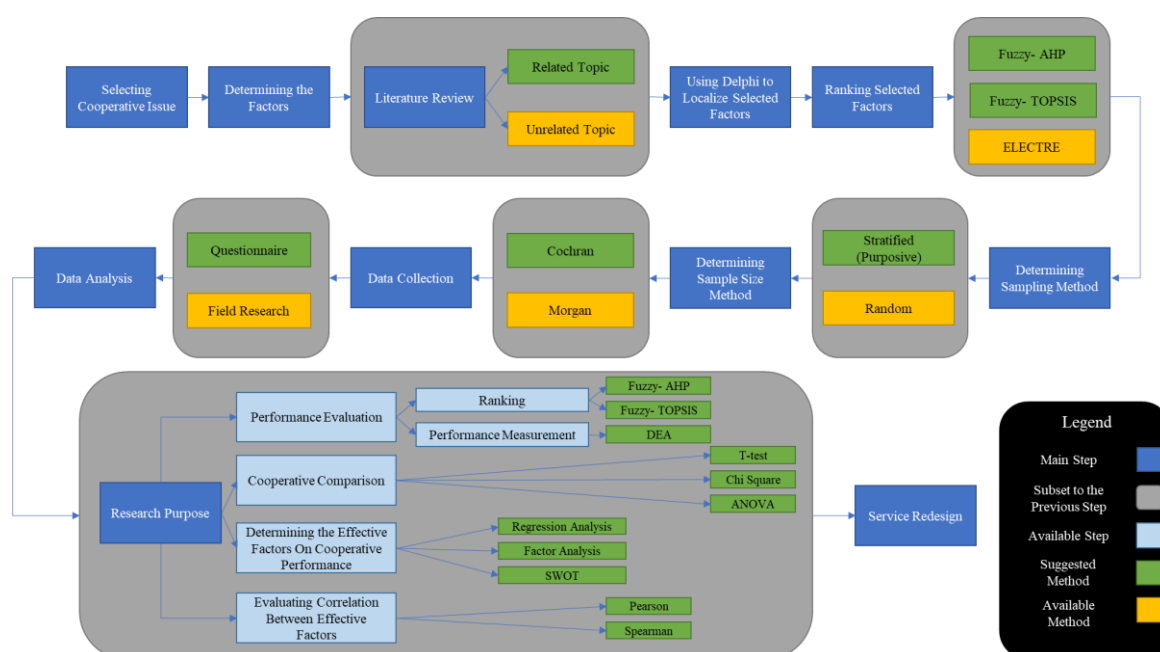 Selecting
Cooperative Issue
Determining the
Factors
Literature Review
Related Topic
Unrelated Topic
Using Delphi to
Localize Selected
Factors
Ranking Selected
Factors
Fuzzy- AHP
Fuzzy- TOPSIS
ELECTRE
Determining
Sampling Method
Stratified
(Purposive)
Random
Determining
Sample Size
Method
Cochran
Morgan
Data Collection
Questionnaire
Field Research
Data Analysis
Research Purpose
Performance Evaluation
Ranking
Fuzzy- AHP
Fuzzy- TOPSIS
Performance Measurement
DEA
Cooperative Comparison
T-test
Chi Square
ANOVA
Determining the Effective
Factors On Cooperative
Performance
Regression Analysis
Factor Analysis
SWOT
Evaluating Correlation
Between Effective
Factors
Pearson
Spearman
Service Redesign
Legend
Main Step
Subset to the
Previous Step
Available Step
Suggested
Method
Available
Method